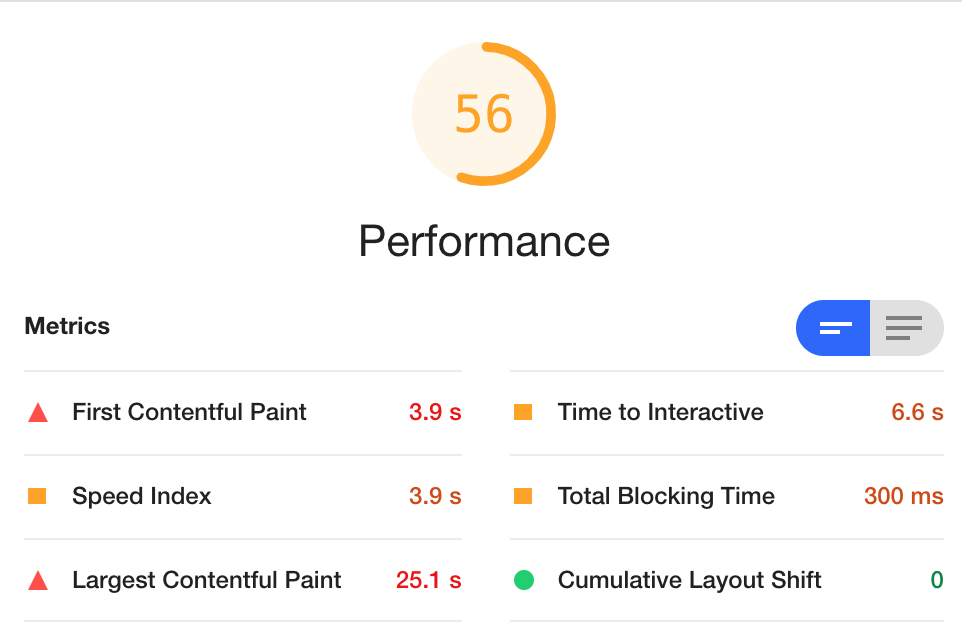 56
Performance
Metrics
First Contentful Paint 3.9 s
Time to Interactive 6.6 s
Speed Index 3.9 s
Total Blocking Time 300 ms
Largest Contentful Paint 25.1 s
Cumulative Layout Shift 0